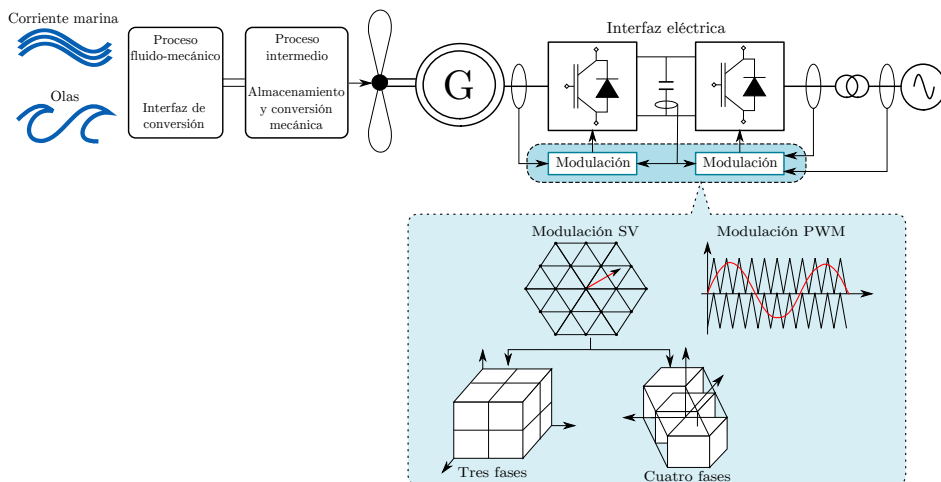 Corriente marina
Olas
Proceso
fluido-mecánico
Interfaz de
conversión
Proceso
intermedio
Almacenamiento
y conversión
mecánica
G
Interfaz eléctrica
Modulación
Modulación
Modulación SV
Modulación PWM
Tres fases
Cuatro fases